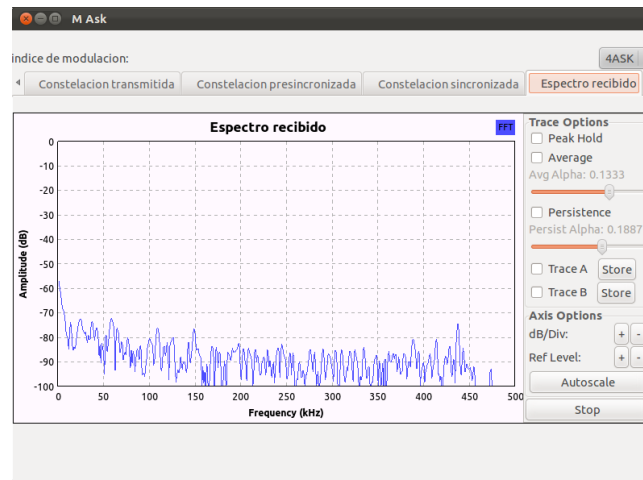 M Ask
indice de modulacion:
4ASK
Constelacion transmitida
Constelacion presincronizada
Constelacion sincronizada
Espectro recibido
Espectro recibido
FFT
0
-10
-20
-30
-40
-50
-60
-70
-80
-90
-100
Amplitude (dB)
0 50 100 150 200 250 300 350 400 450 500
Frequency (kHz)
Trace Options
Peak Hold
Average
Avg Alpha: 0.1333
Persistence
Persist Alpha: 0.1887
Trace A Store
Trace B Store
Axis Options
dB/Div: + -
Ref Level: + -
Autoscale
Stop